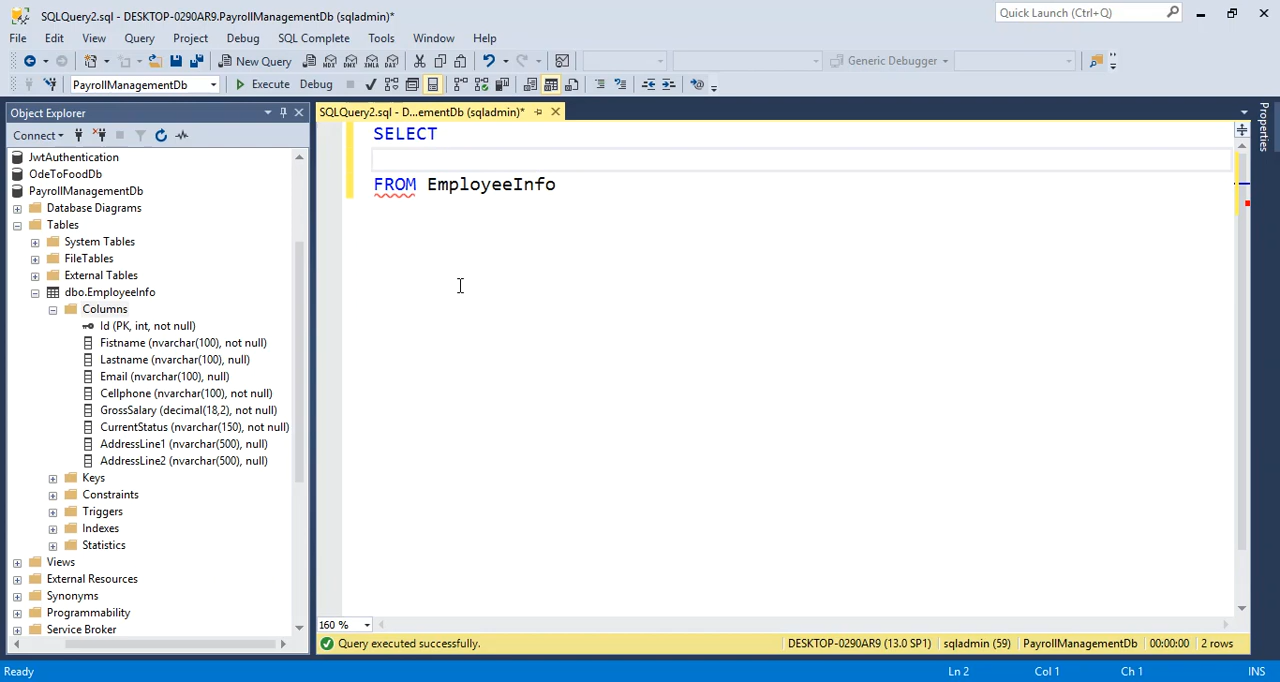 SQLQuery2.sql - DESKTOP-0290AR9.PayrollManagementDb (sqladmin)*
Quick Launch (Ctrl+Q)
File Edit View Query Project Debug SQL Complete Tools Window Help
New Query
Generic Debugger
PayrollManagementDb Execute Debug
Object Explorer
SQLQuery2.sql - D...ementDb (sqladmin)*
Properties
Connect
JwtAuthentication
OdeToFoodDb
PayrollManagementDb
Database Diagrams
Tables
System Tables
FileTables
External Tables
dbo.EmployeeInfo
Columns
Id (PK, int, not null)
Fistname (nvarchar(100), not null)
Lastname (nvarchar(100), null)
Email (nvarchar(100), null)
Cellphone (nvarchar(100), not null)
GrossSalary (decimal(18,2), not null)
CurrentStatus (nvarchar(150), not null)
AddressLine1 (nvarchar(500), null)
AddressLine2 (nvarchar(500), null)
Keys
Constraints
Triggers
Indexes
Statistics
Views
External Resources
Synonyms
Programmability
Service Broker
SELECT
FROM EmployeeInfo
160 %
Query executed successfully.
DESKTOP-0290AR9 (13.0 SP1) sqladmin (59) PayrollManagementDb 00:00:00 2 rows
Ready Ln 2 Col 1 Ch 1 INS